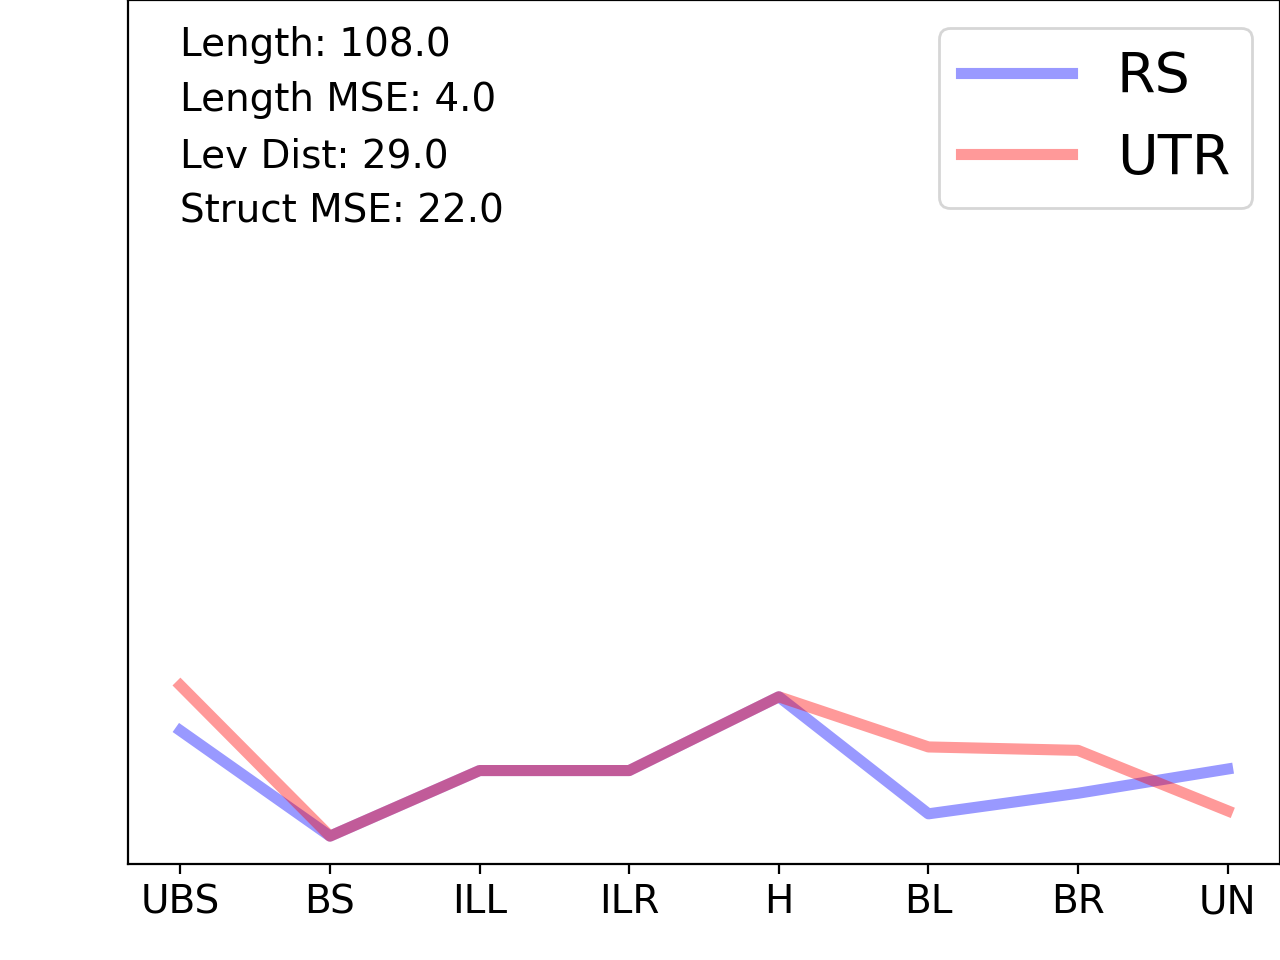 Length: 108.0
Length MSE: 4.0
Lev Dist: 29.0
Struct MSE: 22.0
RS
UTR
UBS BS ILL ILR H BL BR UN